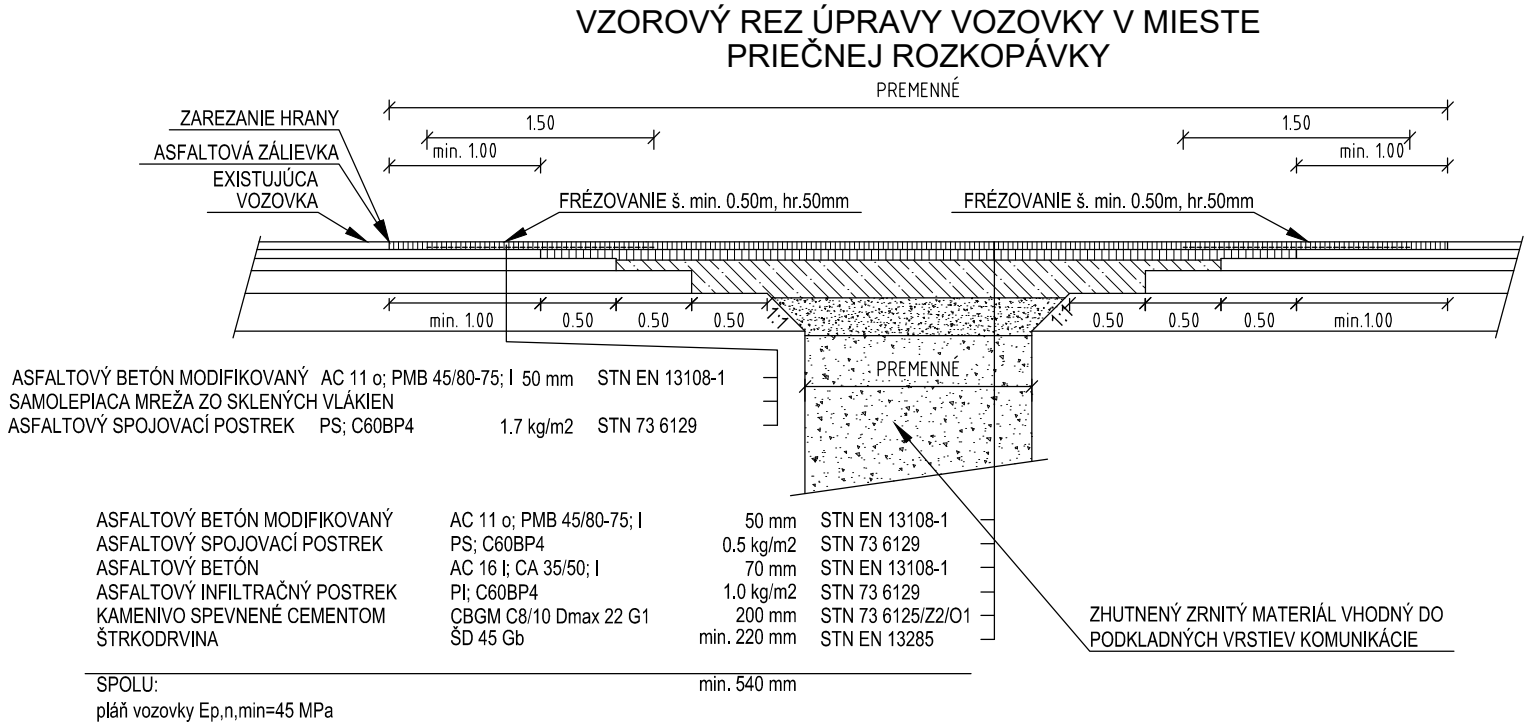 VZOROVÝ REZ ÚPRAVY VOZOVKY V MIESTE
PRIEČNEJ ROZKOPÁVKY
PREMENNÉ
ZAREZANIE HRANY
1.50
1.50
ASFALTOVÁ ZÁLIEVKA
min. 1.00
min. 1.00
EXISTUJÚCA
VOZOVKA
FRÉZOVANIE š. min. 0.50m, hr.50mm
FRÉZOVANIE š. min. 0.50m, hr.50mm
min. 1.00
0.50
0.50
0.50
1:1
1:1
0.50
0.50
0.50
min.1.00
PREMENNÉ
ASFALTOVÝ BETÓN MODIFIKOVANÝ AC 11 o; PMB 45/80-75; I 50 mm STN EN 13108-1
SAMOLEPIACA MREŽA ZO SKLENÝCH VLÁKIEN
ASFALTOVÝ SPOJOVACÍ POSTREK PS; C60BP4 1.7 kg/m2 STN 73 6129
ASFALTOVÝ BETÓN MODIFIKOVANÝ AC 11 o; PMB 45/80-75; I 50 mm STN EN 13108-1
ASFALTOVÝ SPOJOVACÍ POSTREK PS; C60BP4 0.5 kg/m2 STN 73 6129
ASFALTOVÝ BETÓN AC 16 l; CA 35/50; I 70 mm STN EN 13108-1
ASFALTOVÝ INFILTRAČNÝ POSTREK PI; C60BP4 1.0 kg/m2 STN 73 6129
KAMENIVO SPEVNENÉ CEMENTOM CBGM C8/10 Dmax 22 G1 200 mm STN 73 6125/Z2/O1
ŠTRKODRVINA ŠD 45 Gb min. 220 mm STN EN 13285
ZHUTNENÝ ZRNITÝ MATERIÁL VHODNÝ DO
PODKLADNÝCH VRSTIEV KOMUNIKÁCIE
SPOLU: min. 540 mm
pláň vozovky Ep,n,min=45 MPa